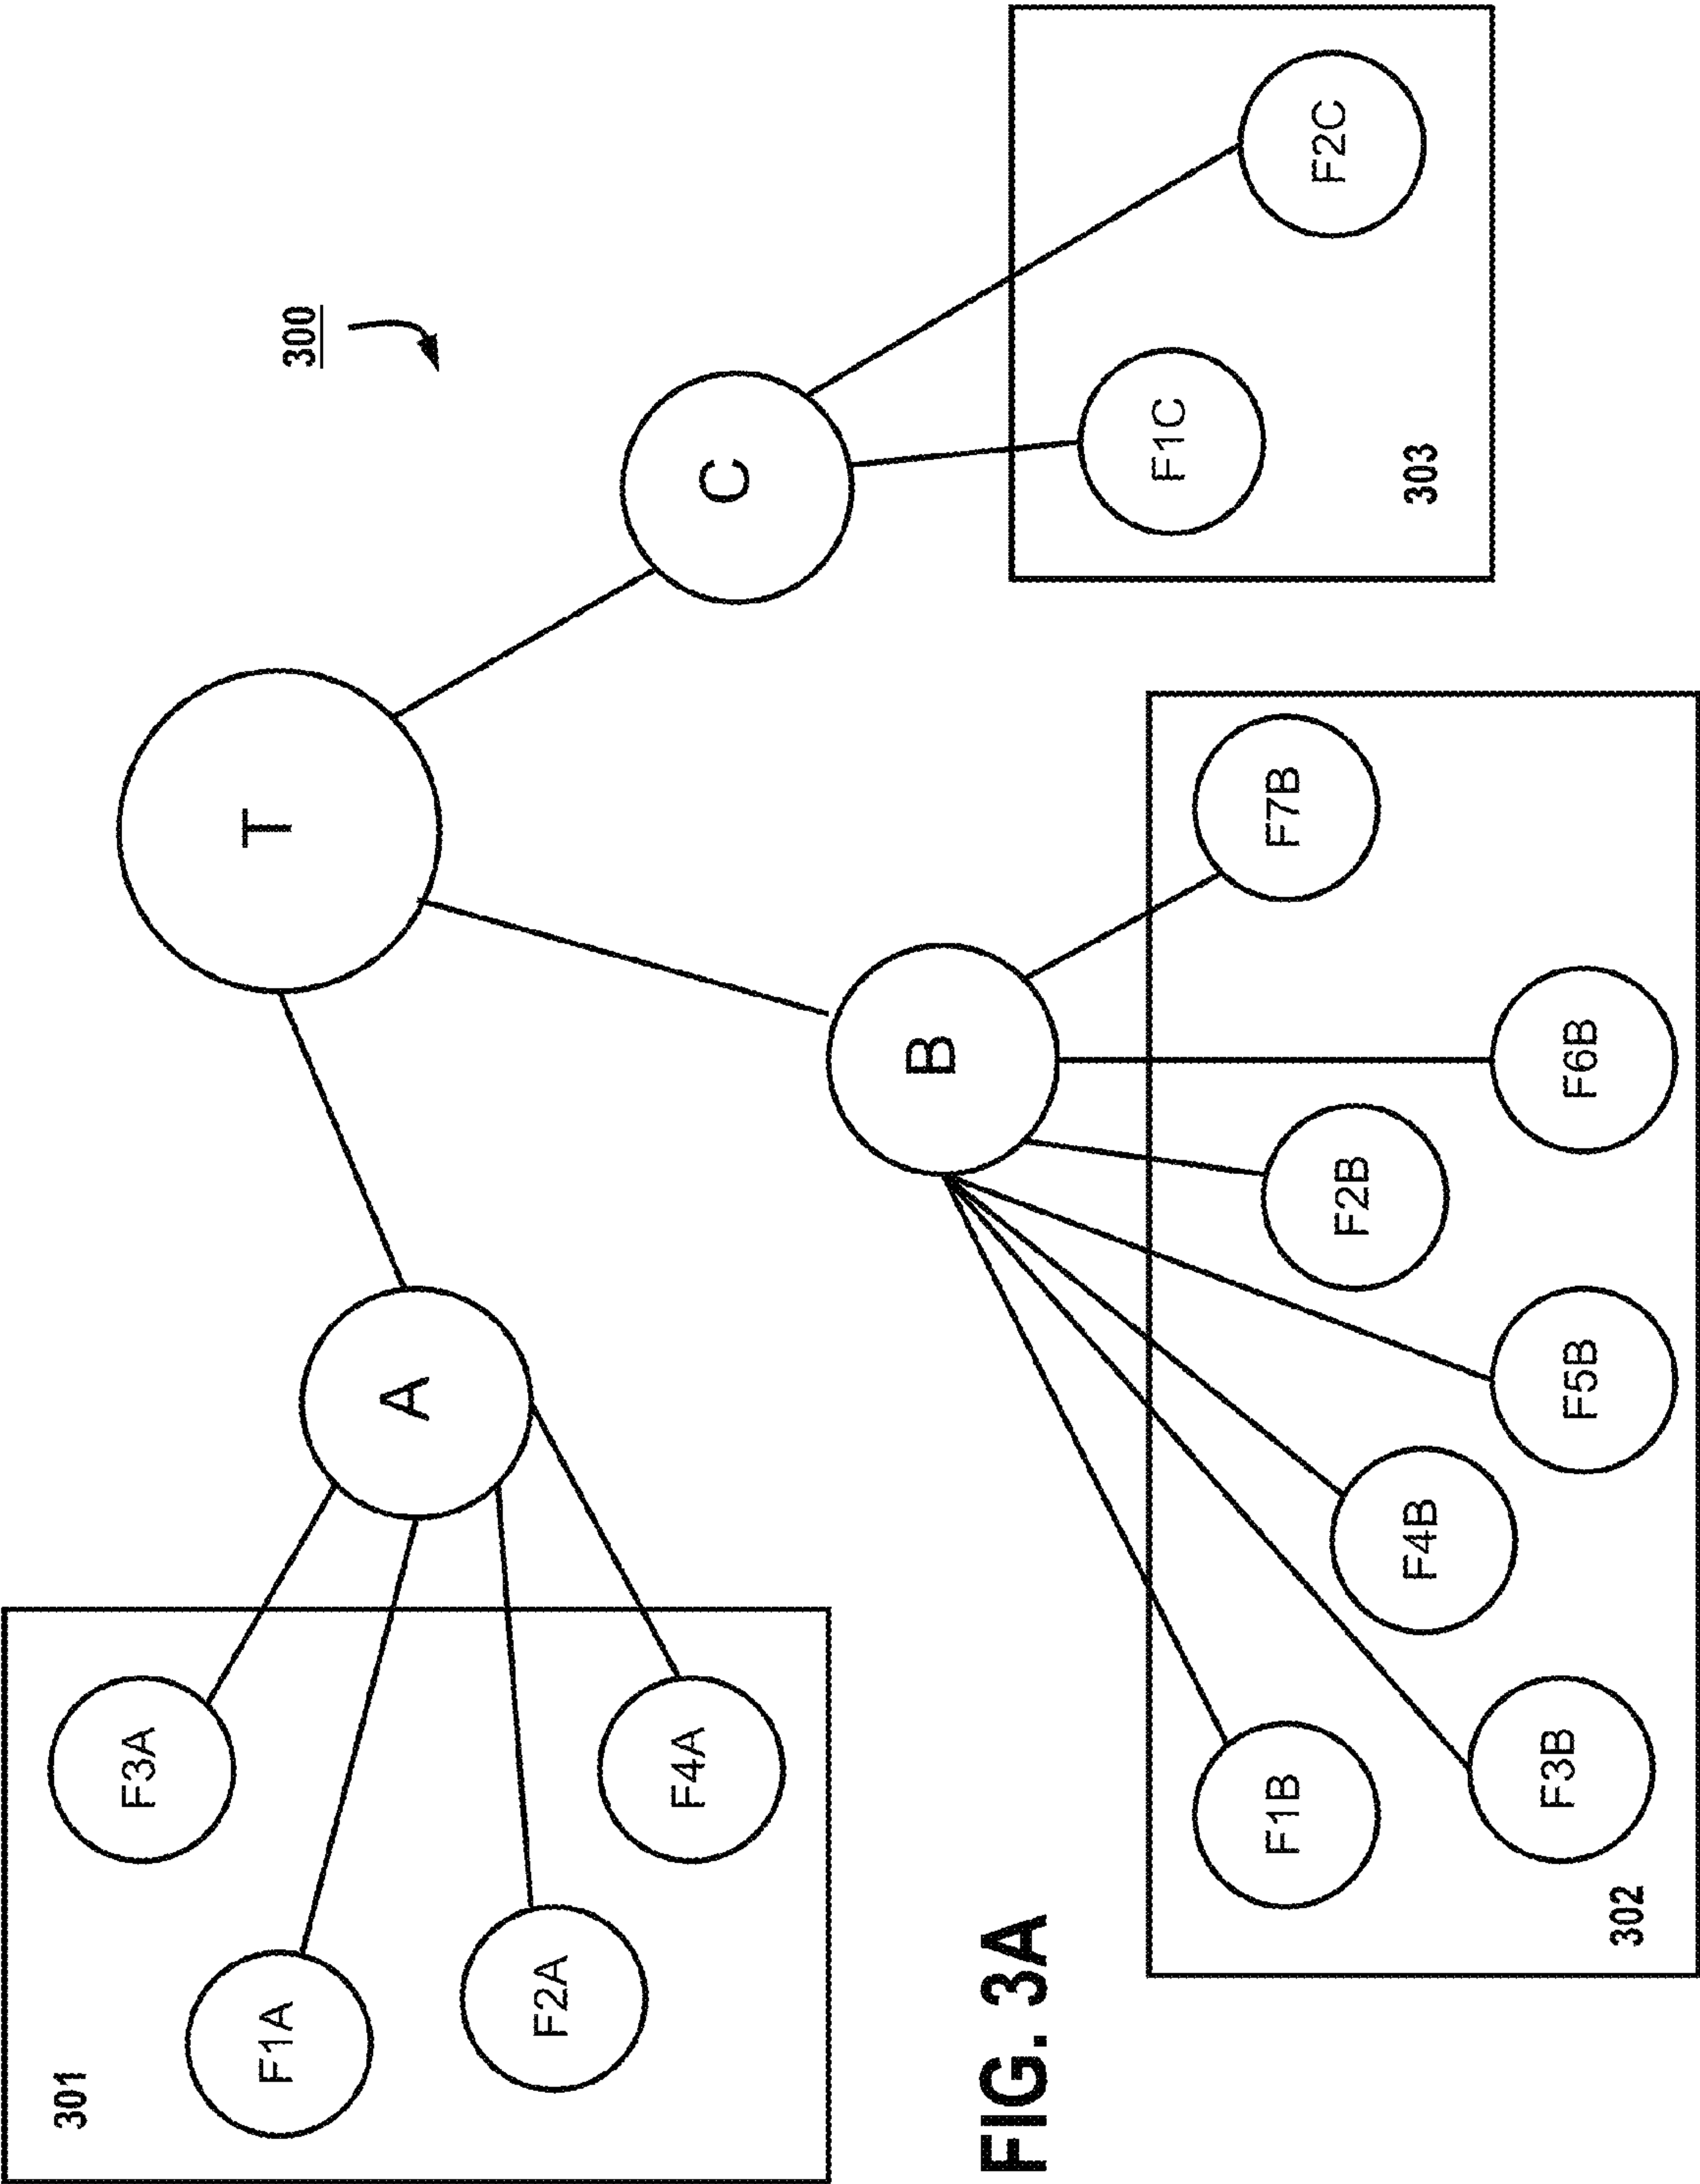 301
F3A
F1A
T
300
A
F2A
F4A
C
B
FIG. 3A
F1C
F1B
F7B
F2C
F2B
F4B
303
F3B
F5B
F6B
302